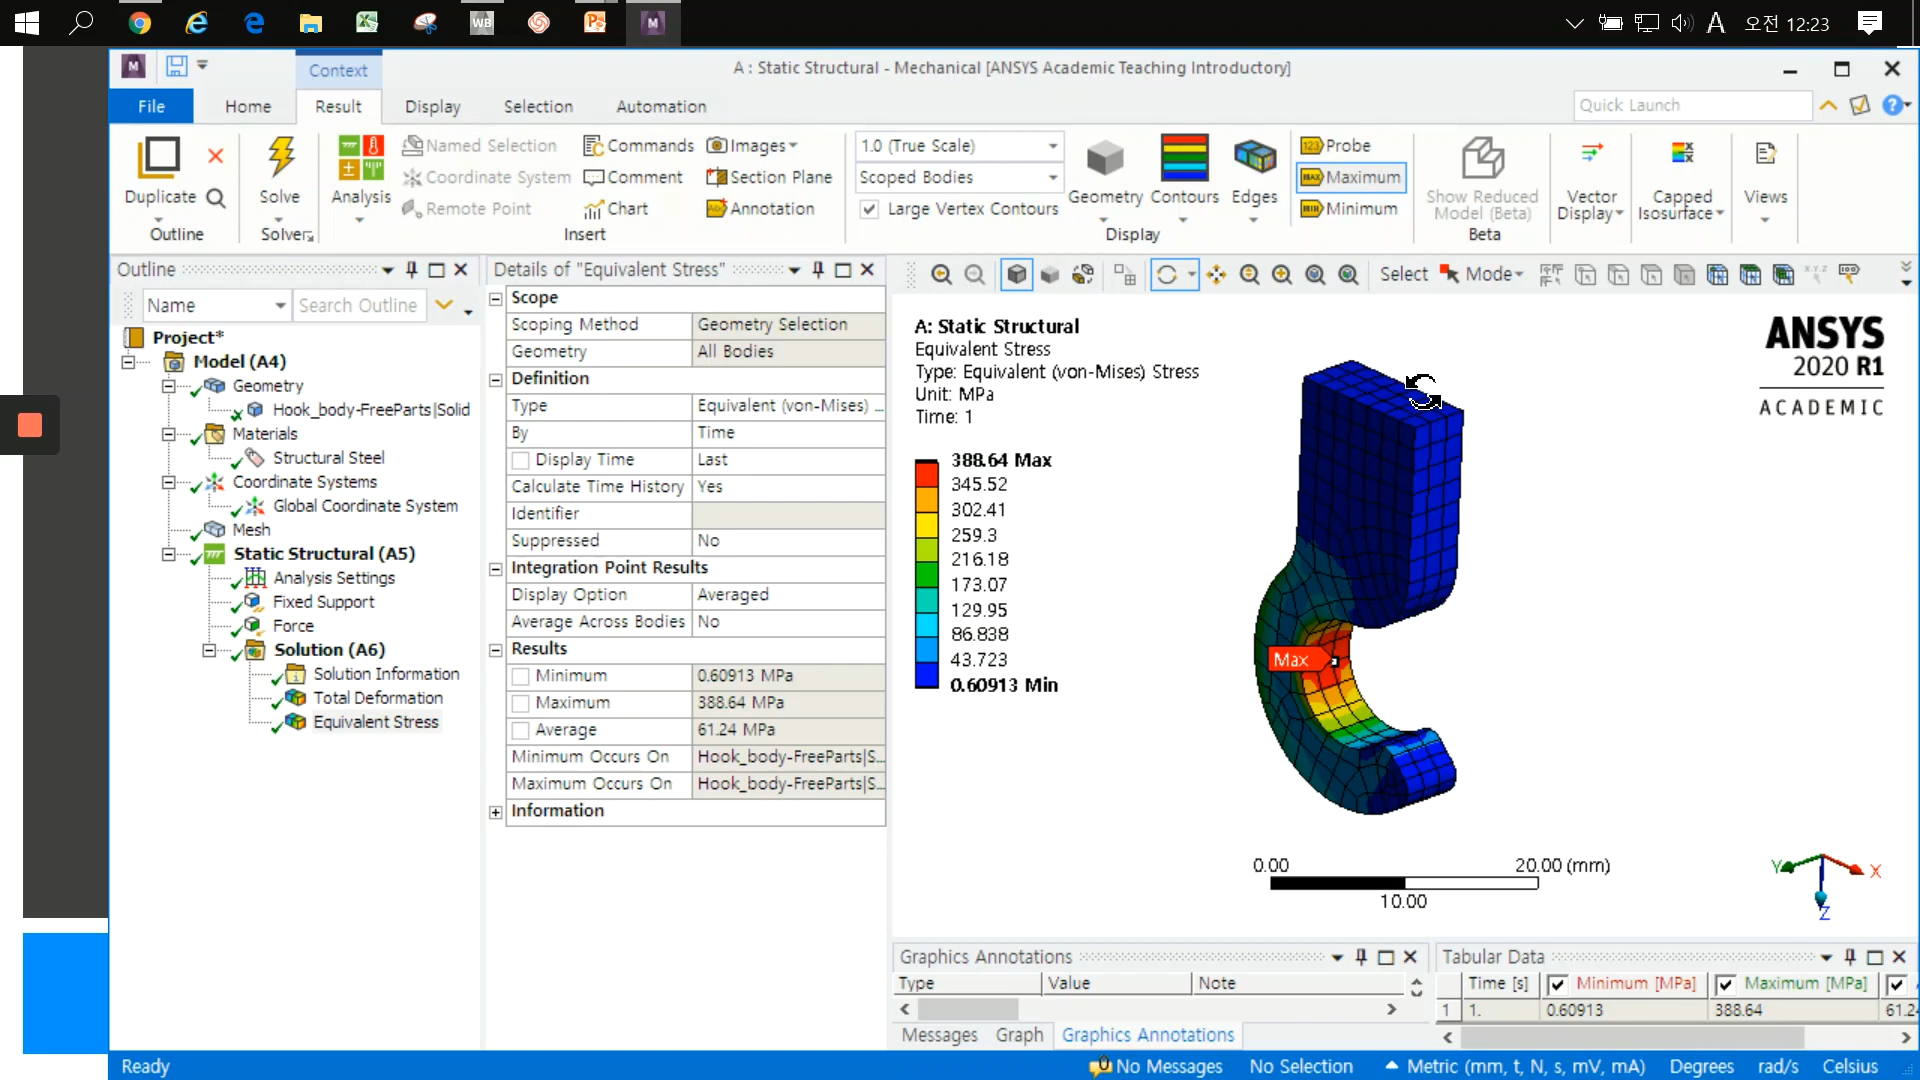 WB
A 오전 12:23
Context
A : Static Structural - Mechanical [ANSYS Academic Teaching Introductory]
File Home Result Display Selection Automation
Quick Launch
Duplicate
Outline
Solve
Solver
Analysis
Named Selection
Coordinate System
Remote Point
Commands
Comment
Chart
Images
Section Plane
Annotation
Insert
1.0 (True Scale)
Scoped Bodies
Large Vertex Contours
Geometry
Contours
Edges
Display
Probe
Maximum
Minimum
Show Reduced
Model (Beta)
Beta
Vector
Display
Capped
Isosurface
Views
Outline
Name
Search Outline
Project*
Model (A4)
Geometry
Hook_body-FreeParts|Solid
Materials
Structural Steel
Coordinate Systems
Global Coordinate System
Mesh
Static Structural (A5)
Analysis Settings
Fixed Support
Force
Solution (A6)
Solution Information
Total Deformation
Equivalent Stress
Details of "Equivalent Stress"
Scope
Scoping Method Geometry Selection
Geometry All Bodies
Definition
Type Equivalent (von-Mises) ...
By Time
Display Time Last
Calculate Time History Yes
Identifier
Suppressed No
Integration Point Results
Display Option Averaged
Average Across Bodies No
Results
Minimum 0.60913 MPa
Maximum 388.64 MPa
Average 61.24 MPa
Minimum Occurs On Hook_body-FreeParts|S...
Maximum Occurs On Hook_body-FreeParts|S...
Information
Select Mode
A: Static Structural
Equivalent Stress
Type: Equivalent (von-Mises) Stress
Unit: MPa
Time: 1
388.64 Max
345.52
302.41
259.3
216.18
173.07
129.95
86.838
43.723
0.60913 Min
Max
ANSYS
2020 R1
ACADEMIC
0.00 20.00 (mm)
10.00
Y X
Z
Graphics Annotations
Type Value Note
Messages Graph Graphics Annotations
Tabular Data
Time [s] Minimum [MPa] Maximum [MPa]
1 1. 0.60913 388.64 61.2
Ready No Messages No Selection Metric (mm, t, N, s, mV, mA) Degrees rad/s Celsius